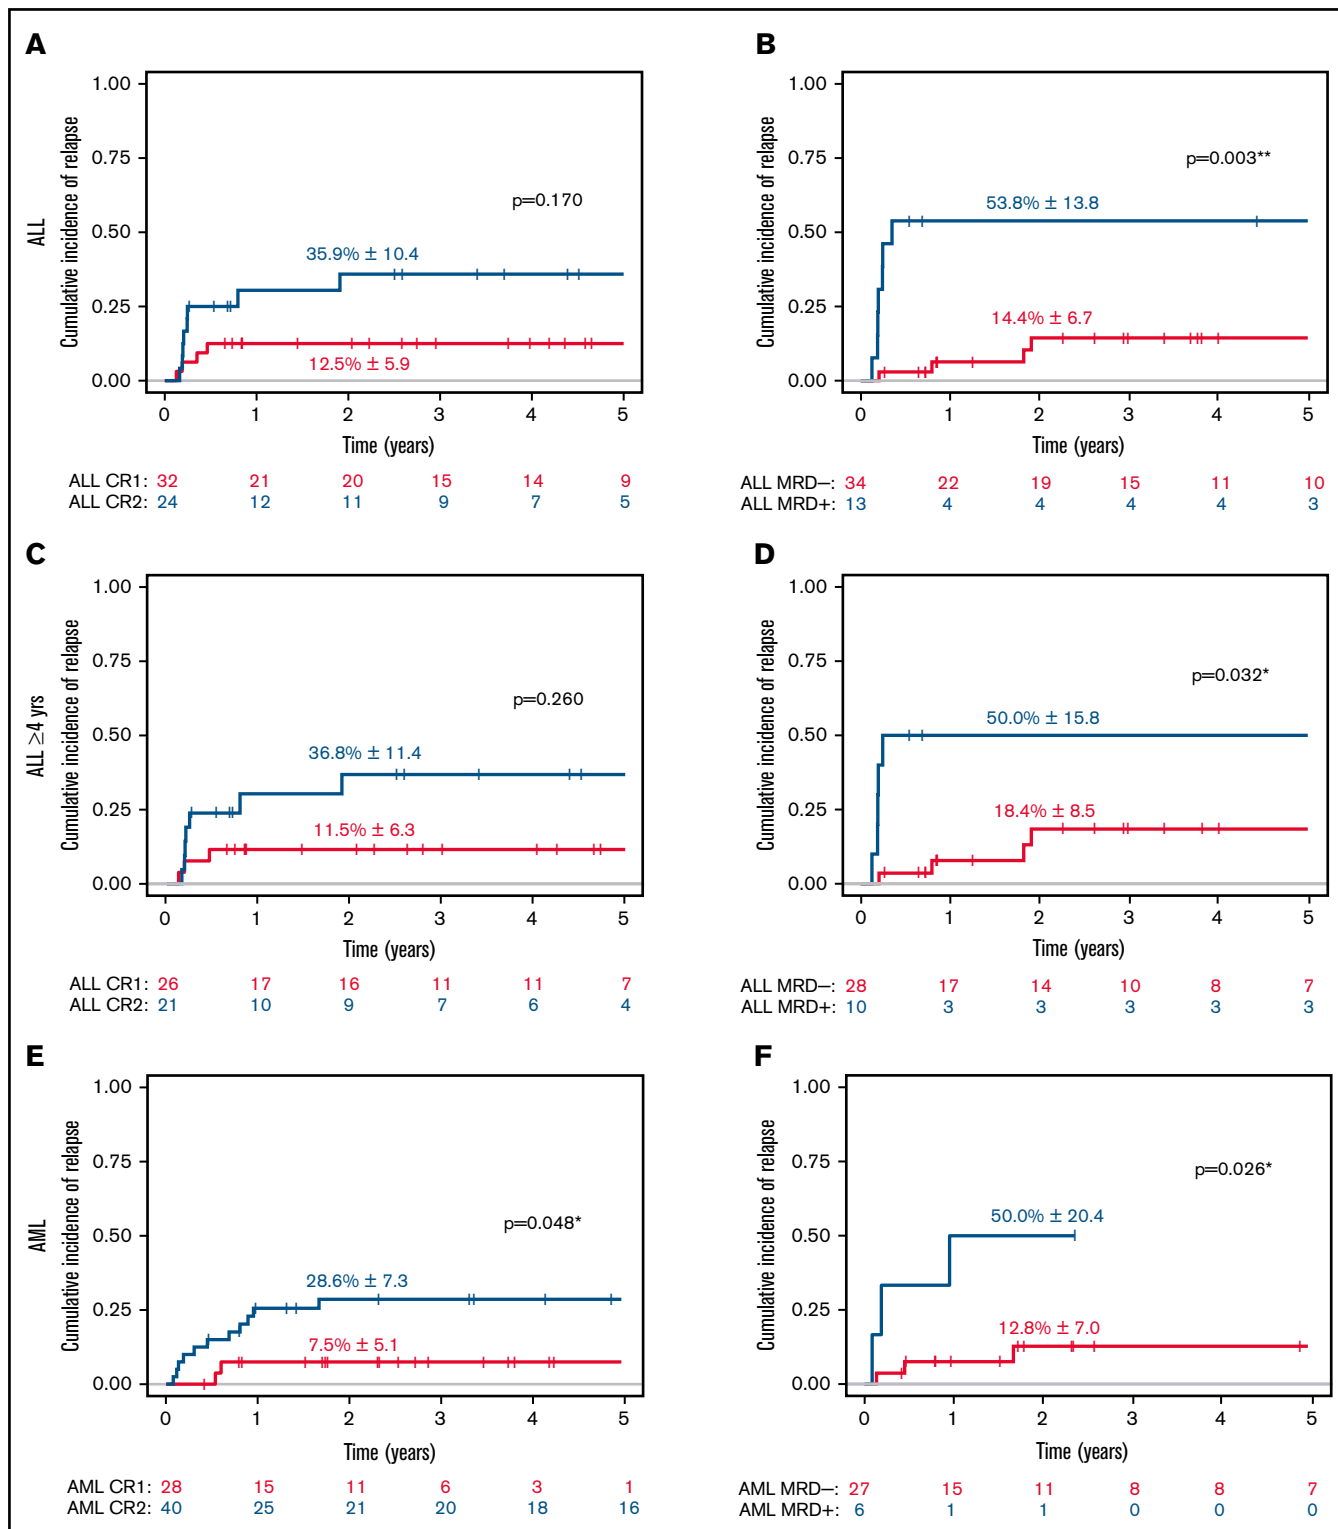 A
ALL
Cumulative incidence of relapse
1.00
0.75
0.50
0.25
0.00
p=0.170
35.9% ± 10.4
12.5% ± 5.9
0 1 2 3 4 5
Time (years)
ALL CR1: 32 21 20 15 14 9
ALL CR2: 24 12 11 9 7 5
B
Cumulative incidence of relapse
1.00
0.75
0.50
0.25
0.00
p=0.003**
53.8% ± 13.8
14.4% ± 6.7
0 1 2 3 4 5
Time (years)
ALL MRD−: 34 22 19 15 11 10
ALL MRD+: 13 4 4 4 4 3
C
ALL ≥4 yrs
Cumulative incidence of relapse
1.00
0.75
0.50
0.25
0.00
p=0.260
36.8% ± 11.4
11.5% ± 6.3
0 1 2 3 4 5
Time (years)
ALL CR1: 26 17 16 11 11 7
ALL CR2: 21 10 9 7 6 4
D
Cumulative incidence of relapse
1.00
0.75
0.50
0.25
0.00
p=0.032*
50.0% ± 15.8
18.4% ± 8.5
0 1 2 3 4 5
Time (years)
ALL MRD−: 28 17 14 10 8 7
ALL MRD+: 10 3 3 3 3 3
E
AML
Cumulative incidence of relapse
1.00
0.75
0.50
0.25
0.00
p=0.048*
28.6% ± 7.3
7.5% ± 5.1
0 1 2 3 4 5
Time (years)
AML CR1: 28 15 11 6 3 1
AML CR2: 40 25 21 20 18 16
F
Cumulative incidence of relapse
1.00
0.75
0.50
0.25
0.00
p=0.026*
50.0% ± 20.4
12.8% ± 7.0
0 1 2 3 4 5
Time (years)
AML MRD−: 27 15 11 8 8 7
AML MRD+: 6 1 1 0 0 0